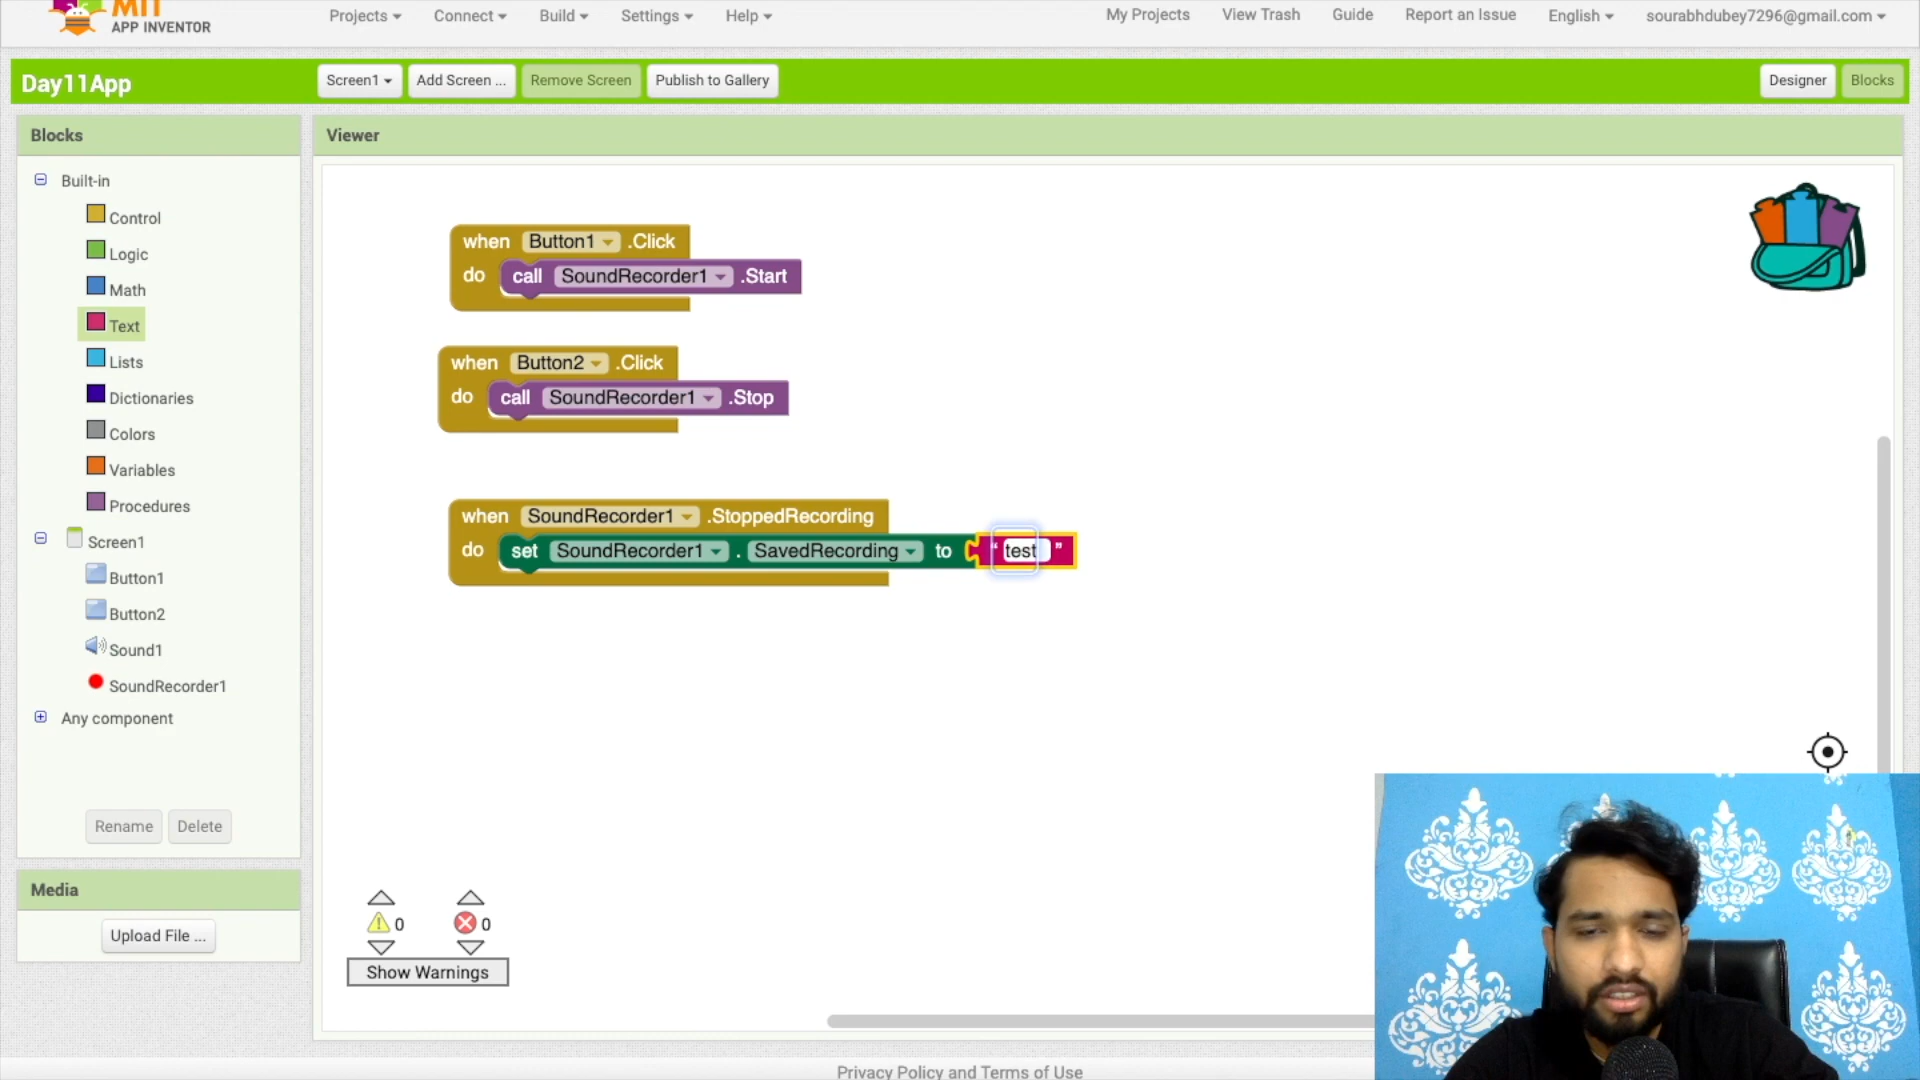 MIT
APP INVENTOR
Projects Connect Build Settings Help My Projects View Trash Guide Report an Issue English sourabhdubey7296@gmail.com
Day11App Screen1 Add Screen ... Remove Screen Publish to Gallery Designer Blocks
Blocks
Built-in
Control
Logic
Math
Text
Lists
Dictionaries
Colors
Variables
Procedures
Screen1
Button1
Button2
Sound1
SoundRecorder1
Any component
Rename Delete
Media
Upload File ...
Viewer
when Button1 .Click
do call SoundRecorder1 .Start
when Button2 .Click
do call SoundRecorder1 .Stop
when SoundRecorder1 .StoppedRecording
do set SoundRecorder1 . SavedRecording to “ test ”
0 0
Show Warnings
Privacy Policy and Terms of Use